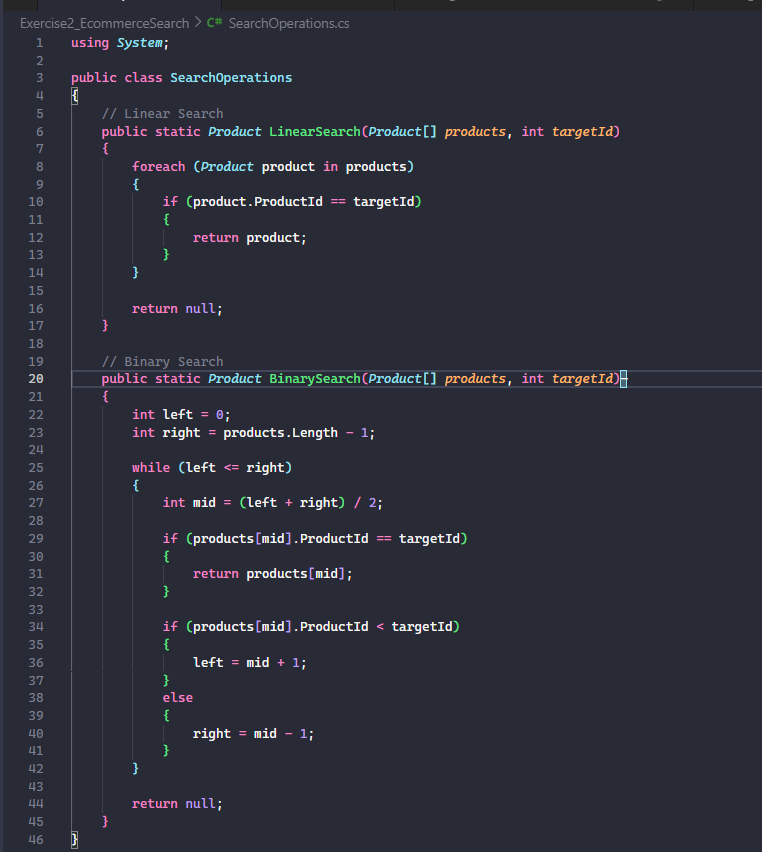 Exercise2_EcommerceSearch > C# SearchOperations.cs
1 using System;
2
3 public class SearchOperations
4 {
5     // Linear Search
6     public static Product LinearSearch(Product[] products, int targetId)
7     {
8         foreach (Product product in products)
9         {
10             if (product.ProductId == targetId)
11             {
12                 return product;
13             }
14         }
15
16         return null;
17     }
18
19     // Binary Search
20     public static Product BinarySearch(Product[] products, int targetId)
21     {
22         int left = 0;
23         int right = products.Length - 1;
24
25         while (left <= right)
26         {
27             int mid = (left + right) / 2;
28
29             if (products[mid].ProductId == targetId)
30             {
31                 return products[mid];
32             }
33
34             if (products[mid].ProductId < targetId)
35             {
36                 left = mid + 1;
37             }
38             else
39             {
40                 right = mid - 1;
41             }
42         }
43
44         return null;
45     }
46 }